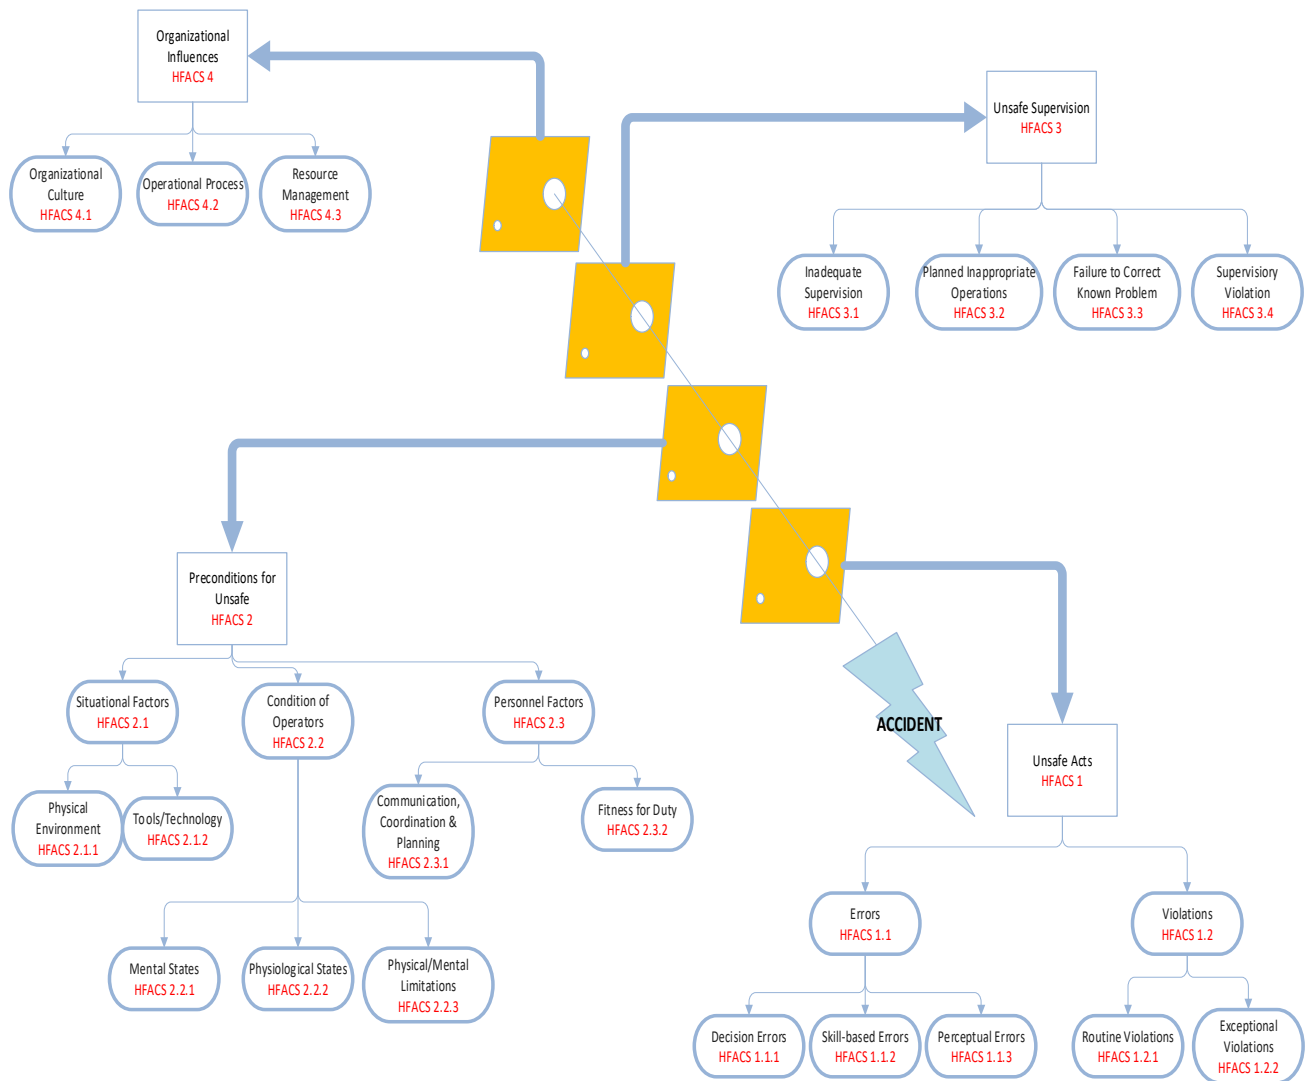 Organizational
Influences
HFACS 4
Organizational
Culture
HFACS 4.1
Operational Process
HFACS 4.2
Resource
Management
HFACS 4.3
Unsafe Supervision
HFACS 3
Inadequate
Supervision
HFACS 3.1
Planned Inappropriate
Operations
HFACS 3.2
Failure to Correct
Known Problem
HFACS 3.3
Supervisory
Violation
HFACS 3.4
Preconditions for
Unsafe
HFACS 2
Situational Factors
HFACS 2.1
Condition of
Operators
HFACS 2.2
Personnel Factors
HFACS 2.3
Physical
Environment
HFACS 2.1.1
Tools/Technology
HFACS 2.1.2
Communication,
Coordination &
Planning
HFACS 2.3.1
Fitness for Duty
HFACS 2.3.2
Mental States
HFACS 2.2.1
Physiological States
HFACS 2.2.2
Physical/Mental
Limitations
HFACS 2.2.3
ACCIDENT
Unsafe Acts
HFACS 1
Errors
HFACS 1.1
Violations
HFACS 1.2
Decision Errors
HFACS 1.1.1
Skill-based Errors
HFACS 1.1.2
Perceptual Errors
HFACS 1.1.3
Routine Violations
HFACS 1.2.1
Exceptional
Violations
HFACS 1.2.2